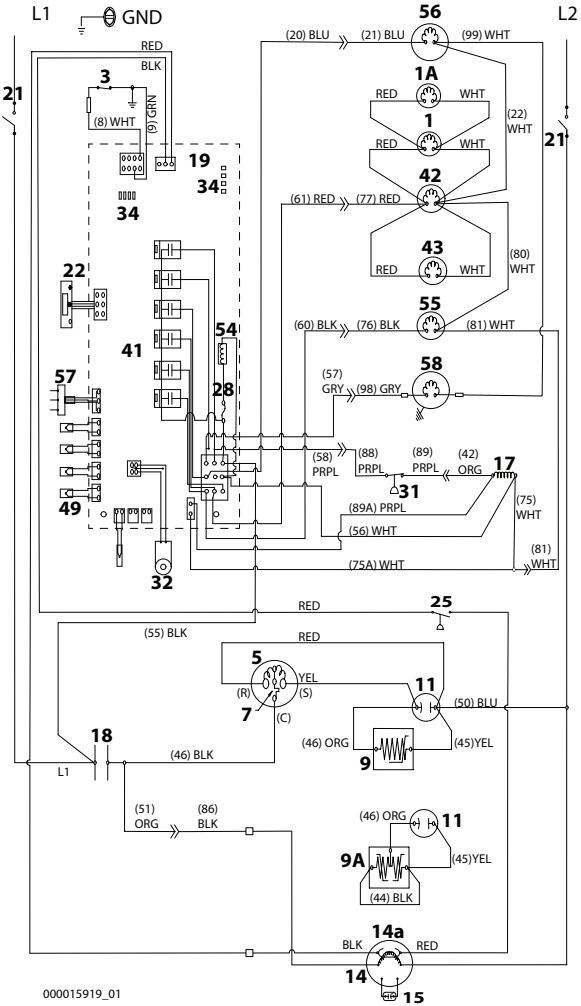 L1
GND
56
L2
(20) BLU
(21) BLU
(99) WHT
RED
BLK
1A
3
21
RED
WHT
(22)
WHT
1
(8) WHT
(9) GRN
21
RED
WHT
19
42
34
34
(61) RED
(77) RED
43
(80)
WHT
RED
WHT
22
55
54
(60) BLK
(76) BLK
(81) WHT
41
58
(57)
GRY
(98) GRY
57
28
(58)
PRPL
(88)
PRPL
(89)
PRPL
(42)
ORG
17
31
(75)
WHT
49
(89A) PRPL
(56) WHT
(81)
WHT
(75A) WHT
32
RED
25
(55) BLK
RED
5
YEL
11
(R)
(S)
(50) BLU
7
(C)
18
(46) ORG
(45)YEL
(46) BLK
9
L1
(51)
ORG
(86)
BLK
(46) ORG
11
9A
(45)YEL
(44) BLK
14a
BLK
RED
14
15
000015919_01